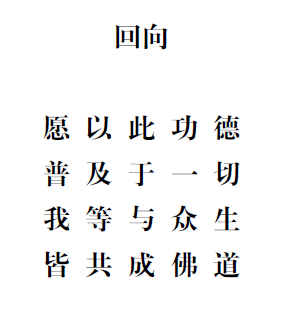 回向
愿以此功德
普及于一切
我等与众生
皆共成佛道